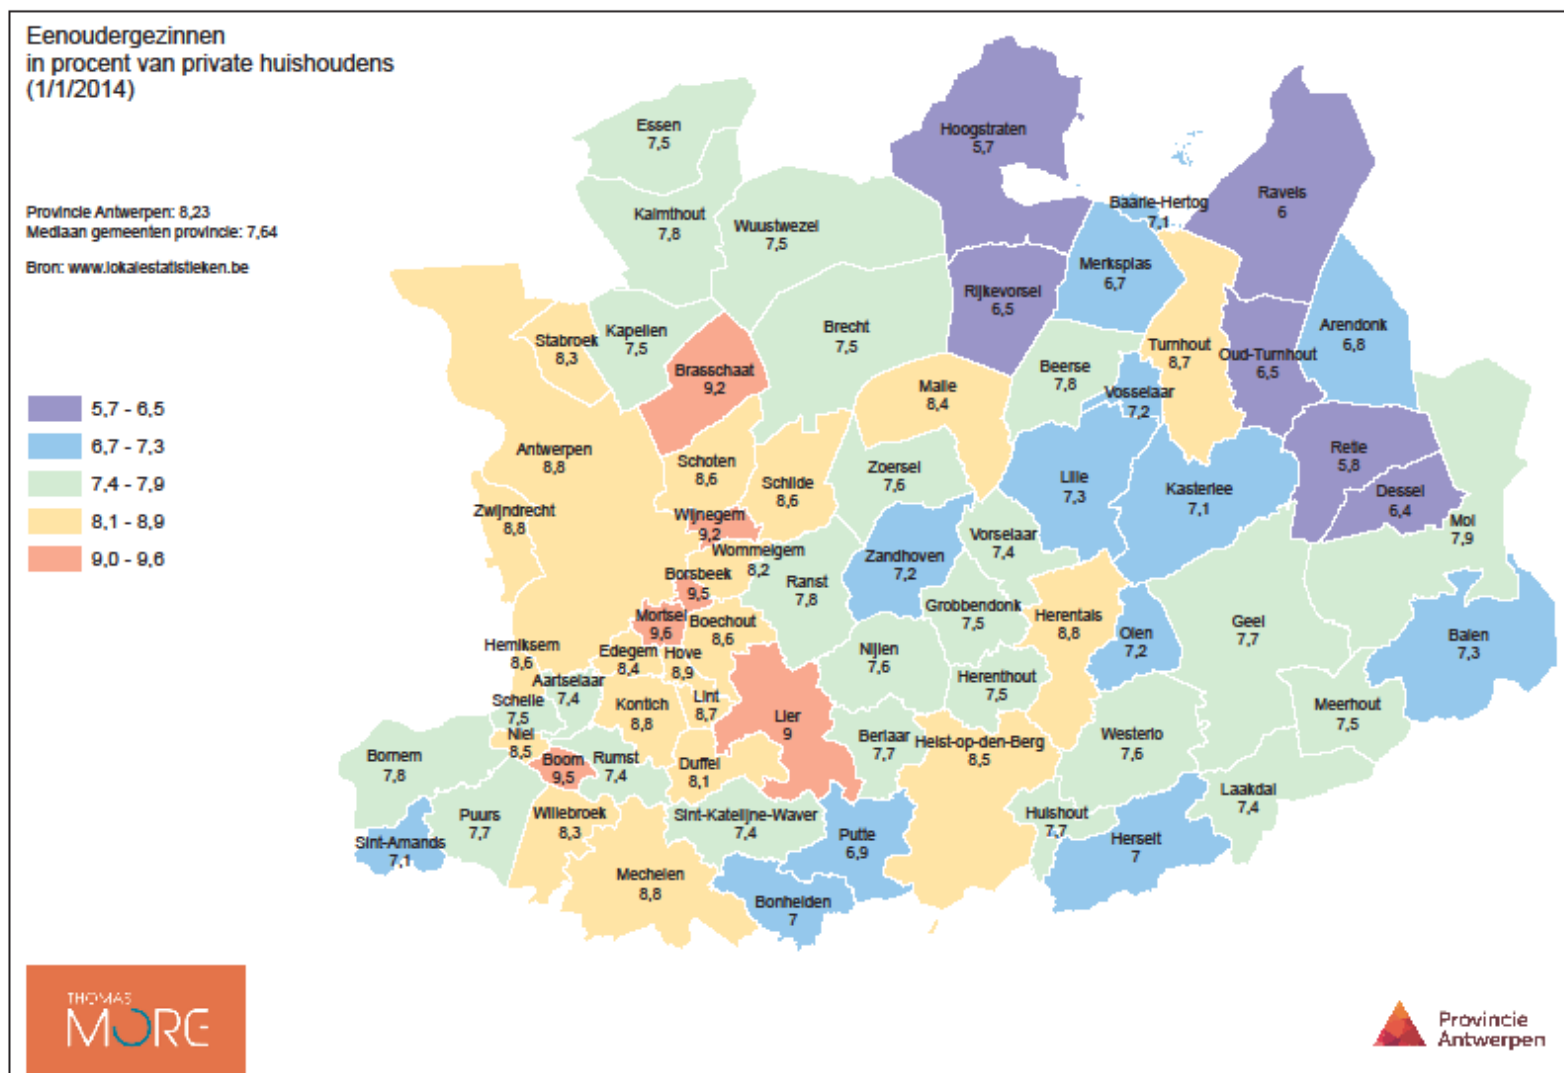 Eenoudergezinnen
in procent van private huishoudens
(1/1/2014)
Provincie Antwerpen: 8,23
Mediaan gemeenten provincie: 7,64
Bron: www.lokalestatistieken.be
5,7 - 6,5
6,7 - 7,3
7,4 - 7,9
8,1 - 8,9
9,0 - 9,6
Essen
7,5
Hoogstraten
5,7
Kalmthout
7,8
Wuustwezel
7,5
Baarle-Hertog
7,1
Ravels
6
Merksplas
6,7
Rijkevorsel
6,5
Stabroek
8,3
Kapellen
7,5
Brecht
7,5
Turnhout
8,7
Oud-Turnhout
6,5
Arendonk
6,8
Brasschaat
9,2
Malle
8,4
Beerse
7,8
Vosselaar
7,2
Antwerpen
8,8
Schoten
8,6
Schilde
8,6
Zoersel
7,6
Lille
7,3
Kasterlee
7,1
Retie
5,8
Dessel
6,4
Zwijndrecht
8,8
Wijnegem
9,2
Wommelgem
8,2
Zandhoven
7,2
Vorselaar
7,4
Mol
7,9
Borsbeek
9,5
Ranst
7,8
Grobbendonk
7,5
Mortsel
9,6
Boechout
8,6
Herentals
8,8
Olen
7,2
Geel
7,7
Balen
7,3
Hemiksem
8,6
Edegem
8,4
Hove
8,9
Nijlen
7,6
Herenthout
7,5
Aartselaar
7,4
Schelle
7,5
Kontich
8,8
Lint
8,7
Lier
9
Meerhout
7,5
Niel
8,5
Berlaar
7,7
Heist-op-den-Berg
8,5
Westerlo
7,6
Bornem
7,8
Boom
9,5
Rumst
7,4
Duffel
8,1
Laakdal
7,4
Puurs
7,7
Willebroek
8,3
Sint-Katelijne-Waver
7,4
Hulshout
7,7
Sint-Amands
7,1
Putte
6,9
Herselt
7
Mechelen
8,8
Bonheiden
7
THOMAS
MORE
Provincie
Antwerpen